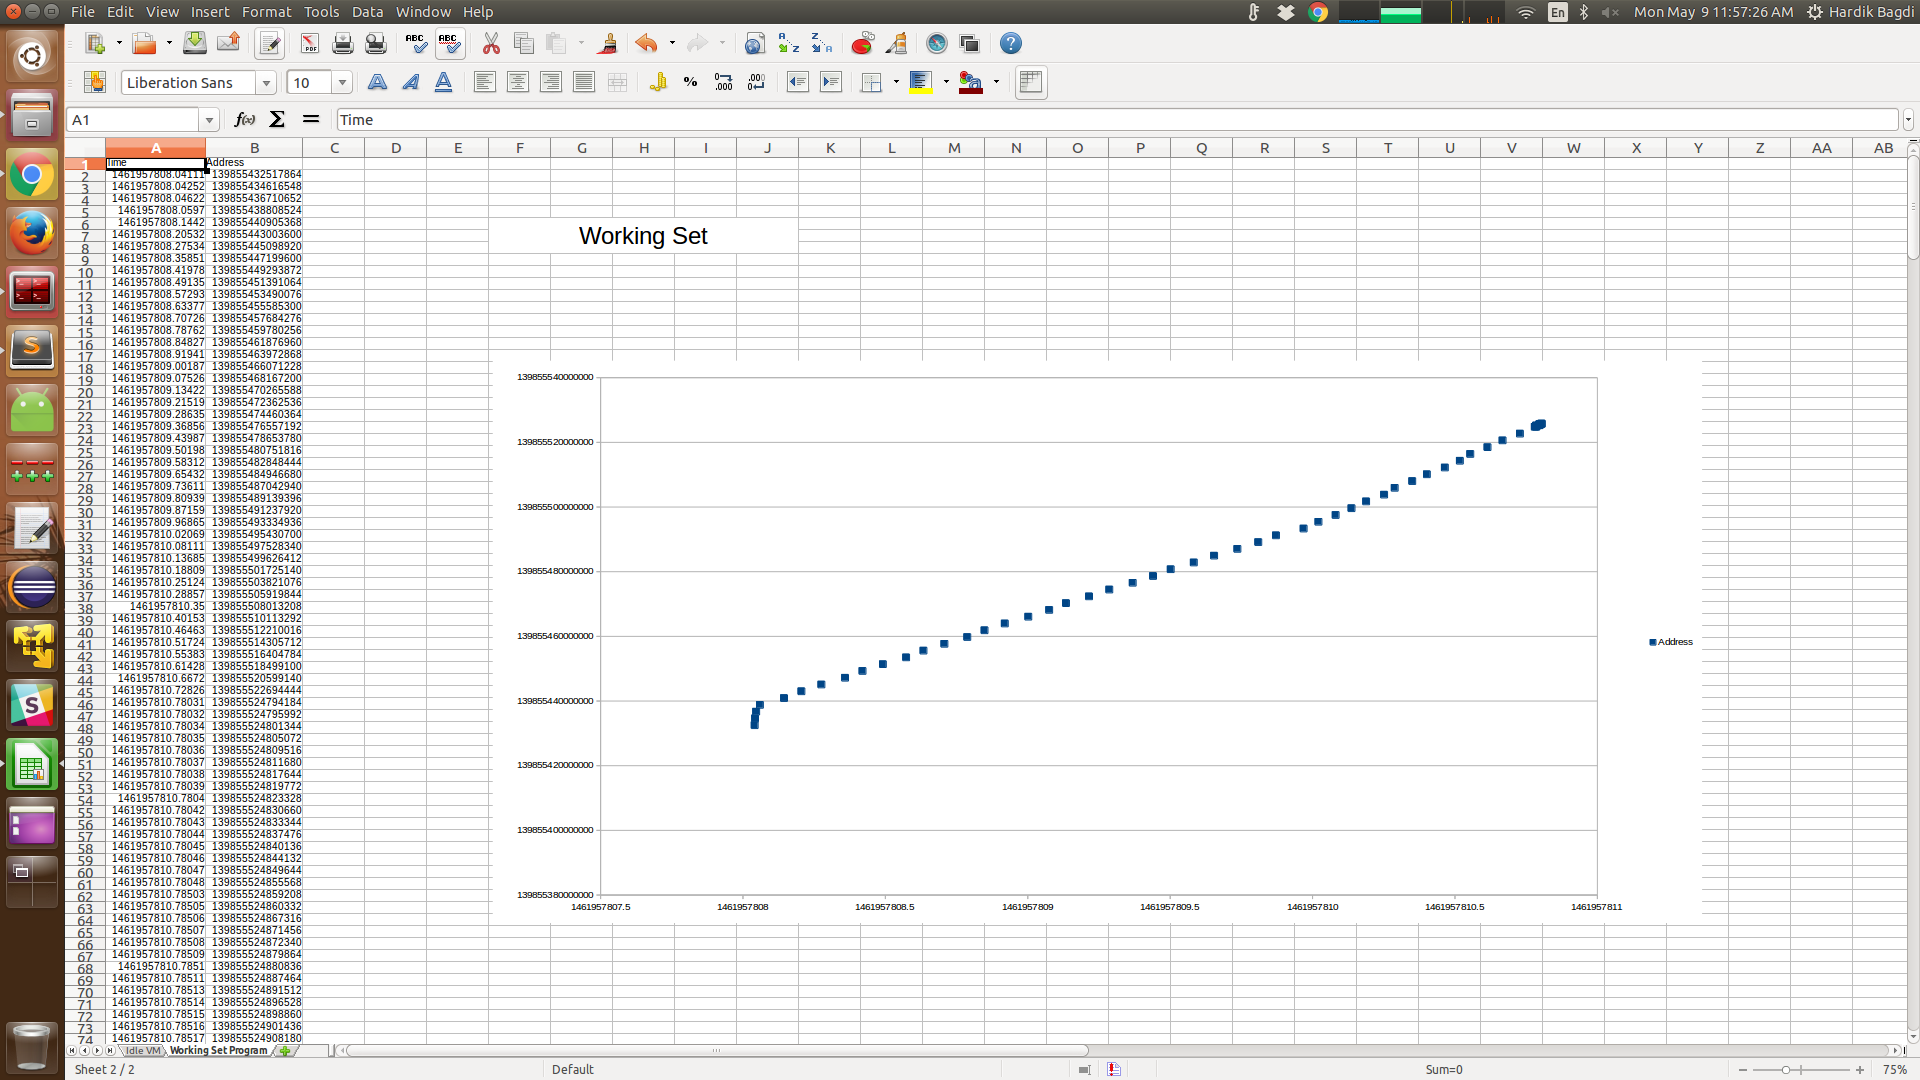 File Edit View Insert Format Tools Data Window Help
En
Mon May 9 11:57:26 AM
Hardik Bagdi
Liberation Sans
10
A1
Time
A B C D E F G H I J K L M N O P Q R S T U V W X Y Z AA AB
1 Time Address
2 1461957808.04111 139855432517864
3 1461957808.04252 139855434616548
4 1461957808.04622 139855436710652
5 1461957808.0597 139855438808524
6 1461957808.1442 139855440905368
7 1461957808.20532 139855443003600
8 1461957808.27534 139855445098920
9 1461957808.35851 139855447199600
10 1461957808.41978 139855449293872
11 1461957808.49135 139855451391064
12 1461957808.57293 139855453490076
13 1461957808.63377 139855455585300
14 1461957808.70726 139855457684276
15 1461957808.78762 139855459780256
16 1461957808.84827 139855461876960
17 1461957808.91941 139855463972868
18 1461957809.00187 139855466071228
19 1461957809.07526 139855468167200
20 1461957809.13422 139855470265588
21 1461957809.21519 139855472362536
22 1461957809.28635 139855474460364
23 1461957809.36856 139855476557192
24 1461957809.43987 139855478653780
25 1461957809.50198 139855480751816
26 1461957809.58312 139855482848444
27 1461957809.65432 139855484946680
28 1461957809.73611 139855487042940
29 1461957809.80939 139855489139396
30 1461957809.87159 139855491237920
31 1461957809.96865 139855493334936
32 1461957810.02069 139855495430700
33 1461957810.08111 139855497528340
34 1461957810.13685 139855499626412
35 1461957810.18809 139855501725140
36 1461957810.25124 139855503821076
37 1461957810.28857 139855505919844
38 1461957810.35 139855508013208
39 1461957810.40153 139855510113292
40 1461957810.46463 139855512210016
41 1461957810.51724 139855514305712
42 1461957810.55383 139855516404784
43 1461957810.61428 139855518499100
44 1461957810.6672 139855520599140
45 1461957810.72826 139855522694444
46 1461957810.78031 139855524794184
47 1461957810.78032 139855524795992
48 1461957810.78034 139855524801344
49 1461957810.78035 139855524805072
50 1461957810.78036 139855524809516
51 1461957810.78037 139855524811680
52 1461957810.78038 139855524817644
53 1461957810.78039 139855524819772
54 1461957810.7804 139855524823328
55 1461957810.78042 139855524830660
56 1461957810.78043 139855524833344
57 1461957810.78044 139855524837476
58 1461957810.78045 139855524840136
59 1461957810.78046 139855524844132
60 1461957810.78047 139855524849644
61 1461957810.78048 139855524855568
62 1461957810.78503 139855524859208
63 1461957810.78505 139855524860332
64 1461957810.78506 139855524867316
65 1461957810.78507 139855524871456
66 1461957810.78508 139855524872340
67 1461957810.78509 139855524879864
68 1461957810.7851 139855524880836
69 1461957810.78511 139855524887464
70 1461957810.78513 139855524891512
71 1461957810.78514 139855524896528
72 1461957810.78515 139855524898860
73 1461957810.78516 139855524901436
74 1461957810.78517 139855524908180
Working Set
139855540000000
139855520000000
139855500000000
139855480000000
139855460000000
139855440000000
139855420000000
139855400000000
139855380000000
1461957807.5 1461957808 1461957808.5 1461957809 1461957809.5 1461957810 1461957810.5 1461957811
Address
Idle VM Working Set Program
Sheet 2 / 2 Default Sum=0 75%